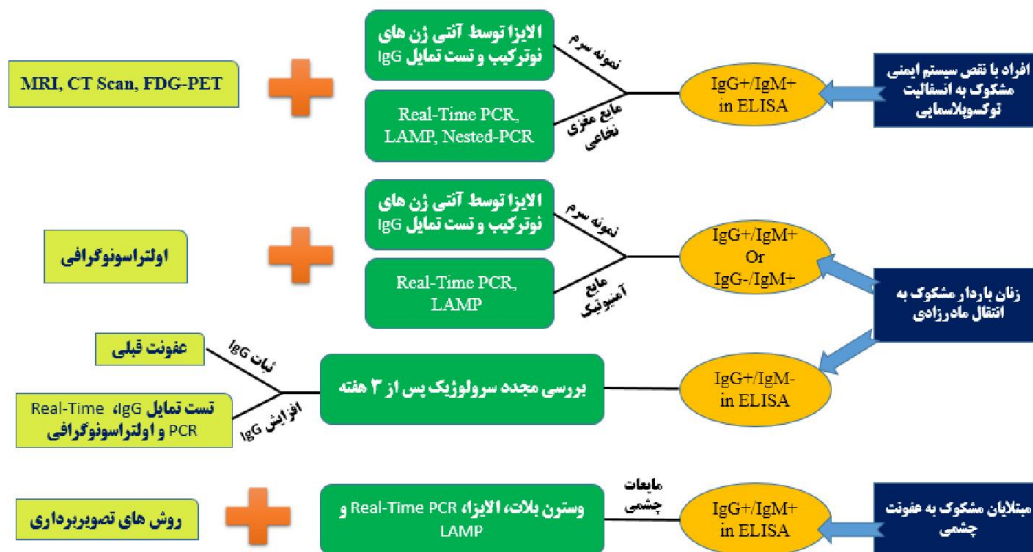 افراد با نقص سیستم ایمنی
مشکوک به انسفالیت
توکسوپلاسمایی
IgG+/IgM+
in ELISA
نمونه سرم
مایع مغزی
نخاعی
الایزا توسط آنتی ژن های
نوترکیب و تست تمایل IgG
Real-Time PCR,
LAMP, Nested-PCR
MRI, CT Scan, FDG-PET
زنان باردار مشکوک به
انتقال مادرزادی
IgG+/IgM+
Or
IgG-/IgM+
نمونه سرم
مایع
آمنیوتیک
الایزا توسط آنتی ژن های
نوترکیب و تست تمایل IgG
Real-Time PCR,
LAMP
اولتراسونوگرافی
IgG+/IgM-
in ELISA
بررسی مجدد سرولوژیک پس از ۳ هفته
ثبات IgG
افزایش IgG
عفونت قبلی
تست تمایل IgG، Real-Time
PCR و اولتراسونوگرافی
مبتلایان مشکوک به عفونت
چشمی
IgG+/IgM+
in ELISA
مایعات
چشمی
وسترن بلات، الایزا، Real-Time PCR و
LAMP
روش های تصویربرداری